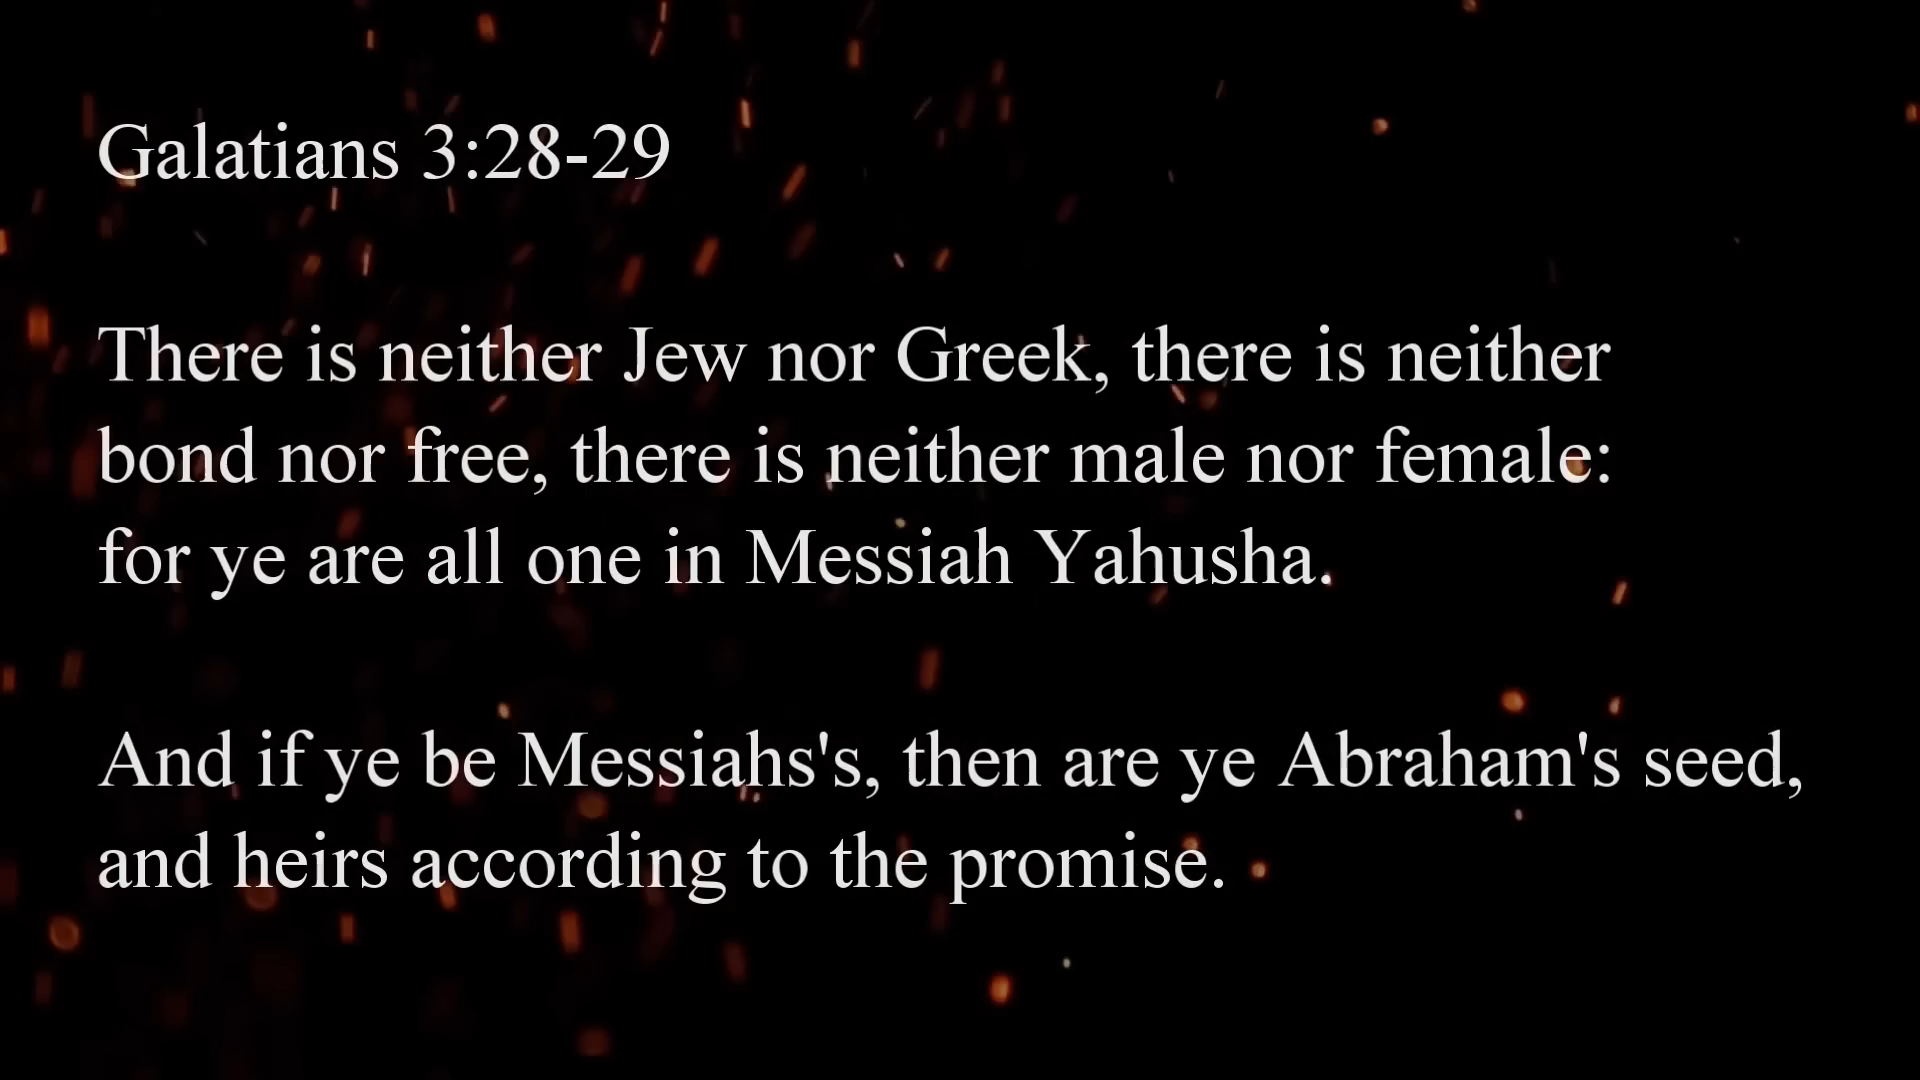 Galatians 3:28-29
There is neither Jew nor Greek, there is neither
bond nor free, there is neither male nor female:
for ye are all one in Messiah Yahusha.
And if ye be Messiahs's, then are ye Abraham's seed,
and heirs according to the promise.